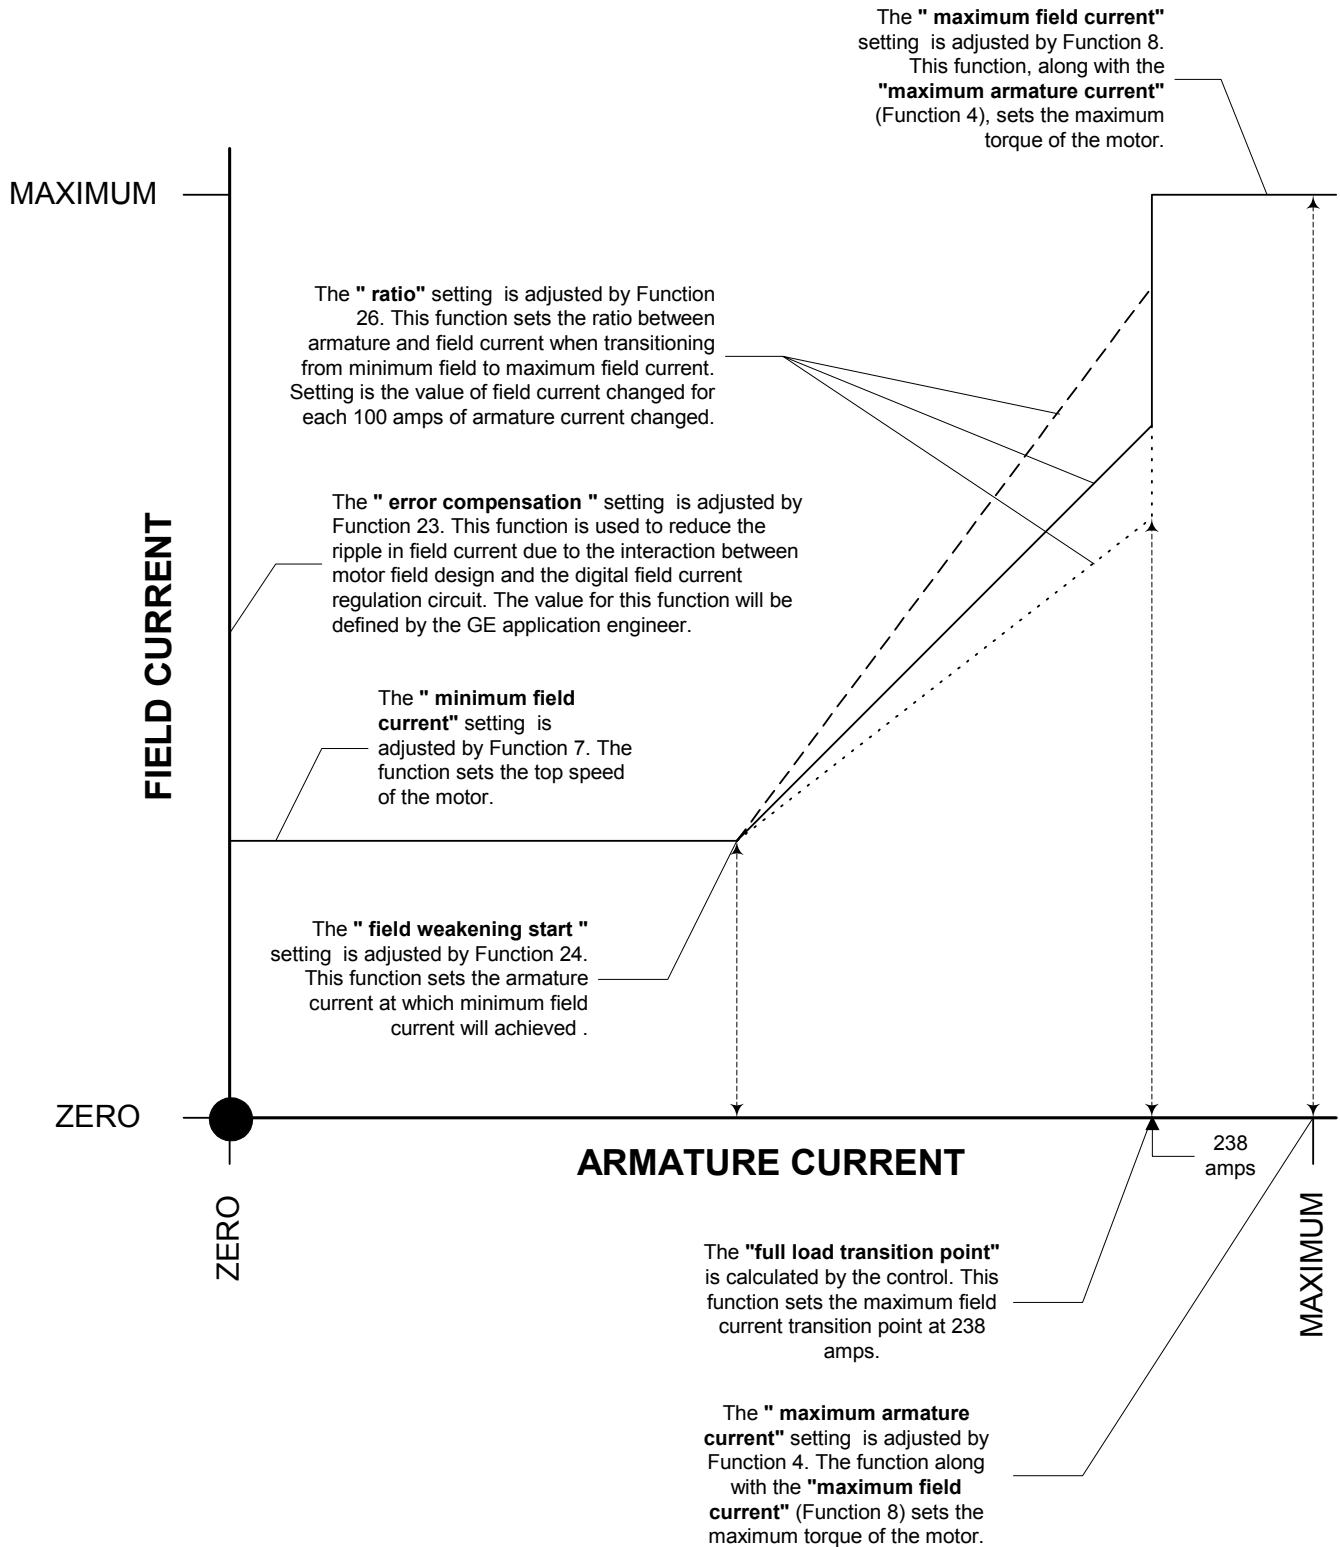 The " maximum field current"
setting is adjusted by Function 8.
This function, along with the
"maximum armature current"
(Function 4), sets the maximum
torque of the motor.
MAXIMUM
The " ratio" setting is adjusted by Function
26. This function sets the ratio between
armature and field current when transitioning
from minimum field to maximum field current.
Setting is the value of field current changed for
each 100 amps of armature current changed.
The " error compensation " setting is adjusted by
Function 23. This function is used to reduce the
ripple in field current due to the interaction between
motor field design and the digital field current
regulation circuit. The value for this function will be
defined by the GE application engineer.
FIELD CURRENT
The " minimum field
current" setting is
adjusted by Function 7. The
function sets the top speed
of the motor.
The " field weakening start "
setting is adjusted by Function 24.
This function sets the armature
current at which minimum field
current will achieved .
ZERO
ARMATURE CURRENT
238
amps
ZERO
MAXIMUM
The "full load transition point"
is calculated by the control. This
function sets the maximum field
current transition point at 238
amps.
The " maximum armature
current" setting is adjusted by
Function 4. The function along
with the "maximum field
current" (Function 8) sets the
maximum torque of the motor.